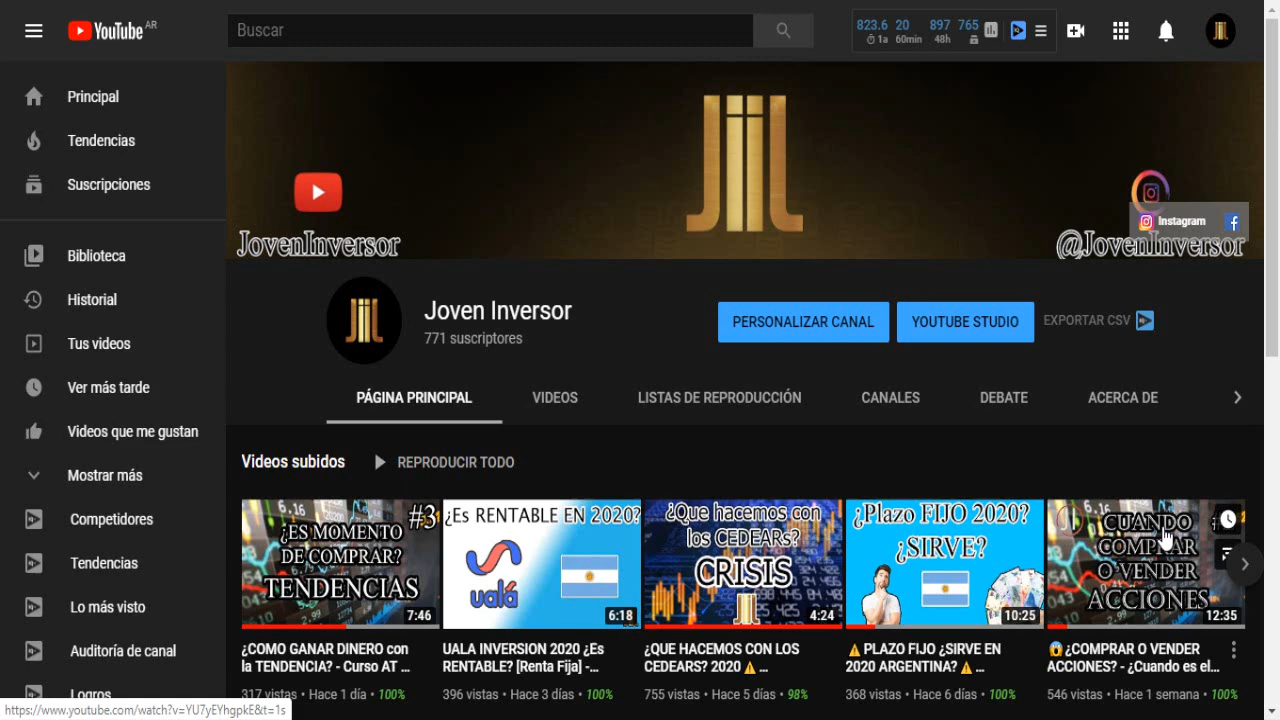 YouTube AR
Buscar
823.6 20 897 765
1a 60min 48h
Principal
Tendencias
Suscripciones
Biblioteca
Historial
Tus videos
Ver más tarde
Videos que me gustan
Mostrar más
Competidores
Tendencias
Lo más visto
Auditoría de canal
Logros
JovenInversor
Instagram
@JovenInversor
Joven Inversor
771 suscriptores
PERSONALIZAR CANAL
YOUTUBE STUDIO
EXPORTAR CSV
PÁGINA PRINCIPAL
VIDEOS
LISTAS DE REPRODUCCIÓN
CANALES
DEBATE
ACERCA DE
Videos subidos
REPRODUCIR TODO
#3
¿ES MOMENTO
DE COMPRAR?
TENDENCIAS
7:46
¿COMO GANAR DINERO con
la TENDENCIA? - Curso AT ...
317 vistas • Hace 1 día • 100%
¿Es RENTABLE EN 2020?
ualá
6:18
UALA INVERSION 2020 ¿Es
RENTABLE? [Renta Fija] -...
396 vistas • Hace 3 días • 100%
¿Que hacemos con
los CEDEARs?
CRISIS
4:24
¿QUE HACEMOS CON LOS
CEDEARS? 2020 ⚠ ...
755 vistas • Hace 5 días • 98%
¿Plazo FIJO 2020?
¿SIRVE?
10:25
⚠PLAZO FIJO ¿SIRVE EN
2020 ARGENTINA? ⚠ ...
368 vistas • Hace 6 días • 100%
CUANDO
COMPRAR
O VENDER
ACCIONES
12:35
😱¿COMPRAR O VENDER
ACCIONES? - ¿Cuando es el...
546 vistas • Hace 1 semana • 100%
https://www.youtube.com/watch?v=YU7yEYhgpkE&t=1s